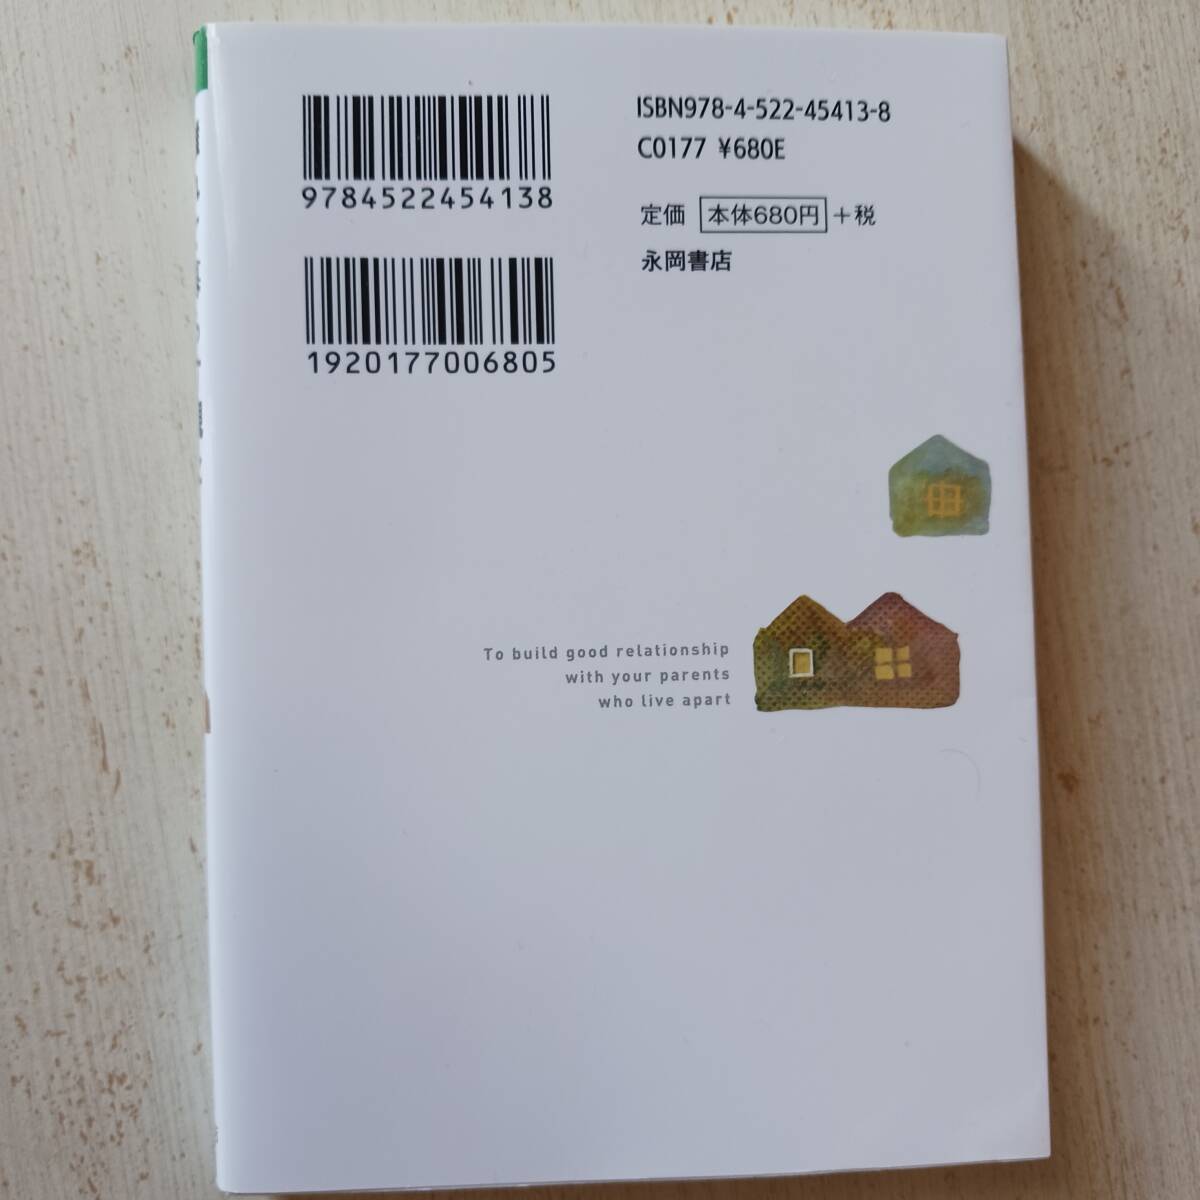 9784522454138
1920177006805
ISBN978-4-522-45413-8
C0177 ¥680E
定価 本体680円+税
永岡書店
To build good relationship
with your parents
who live apart